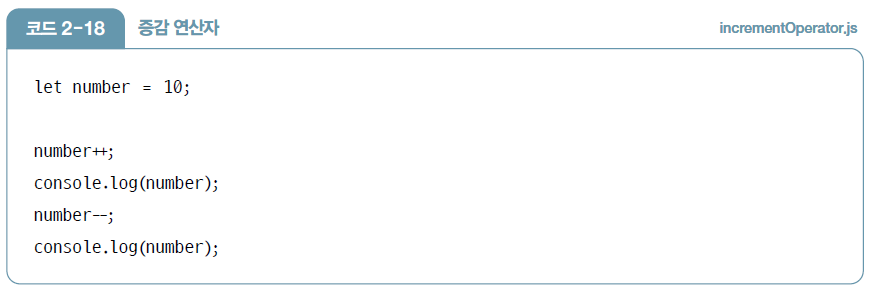 코드 2-18 증감 연산자 incrementOperator.js
let number = 10;
number++;
console.log(number);
number--;
console.log(number);